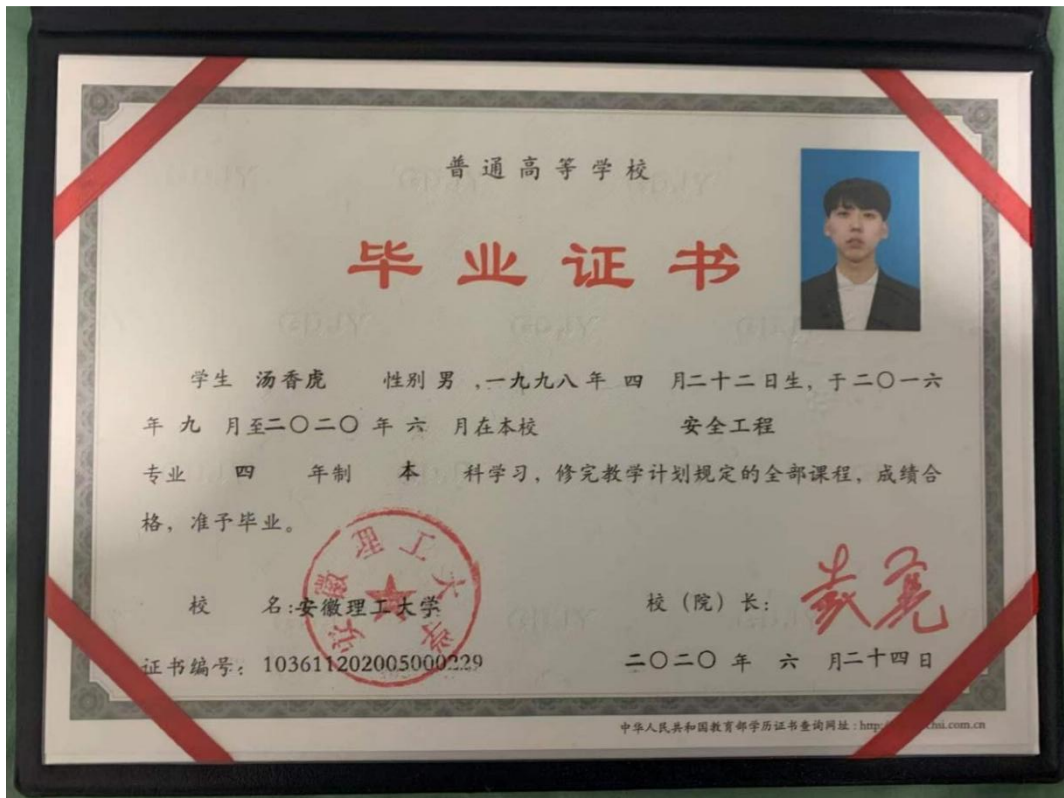 普通高等学校
毕业证书
学生 汤香虎 性别 男 ,一九九八年 四 月二十二日生，于二〇一六
年 九 月至二〇二〇 年 六 月在本校 安全工程
专业 四 年制 本 科学习，修完教学计划规定的全部课程，成绩合
格，准予毕业。
安徽理工大学
校 名:安徽理工大学 校（院）长：
证书编号：103611202005000229 二〇二〇 年 六 月二十四日
中华人民共和国教育部学历证书查询网址：http chsi.com.cn